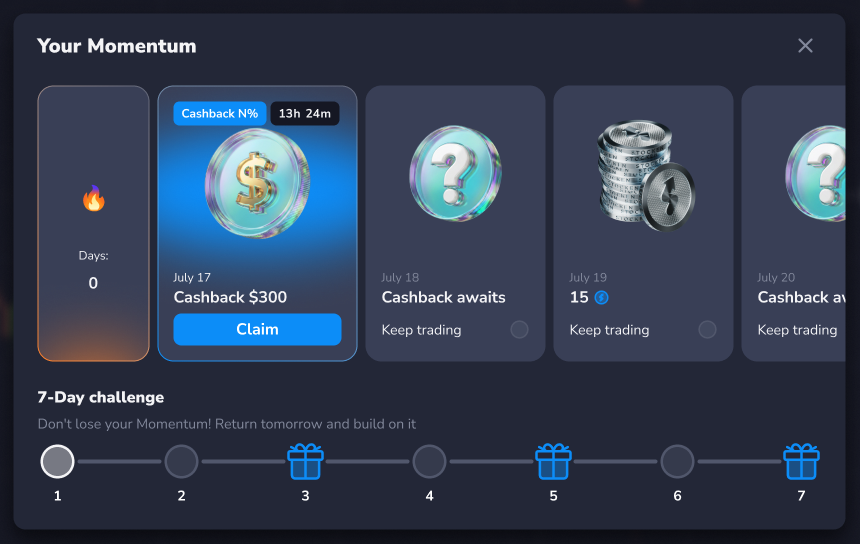 Your Momentum
Cashback N%
13h 24m
Days:
0
July 17
Cashback $300
Claim
July 18
Cashback awaits
Keep trading
July 19
15
Keep trading
July 20
Cashback aw
Keep trading
7-Day challenge
Don't lose your Momentum! Return tomorrow and build on it
1 2 3 4 5 6 7